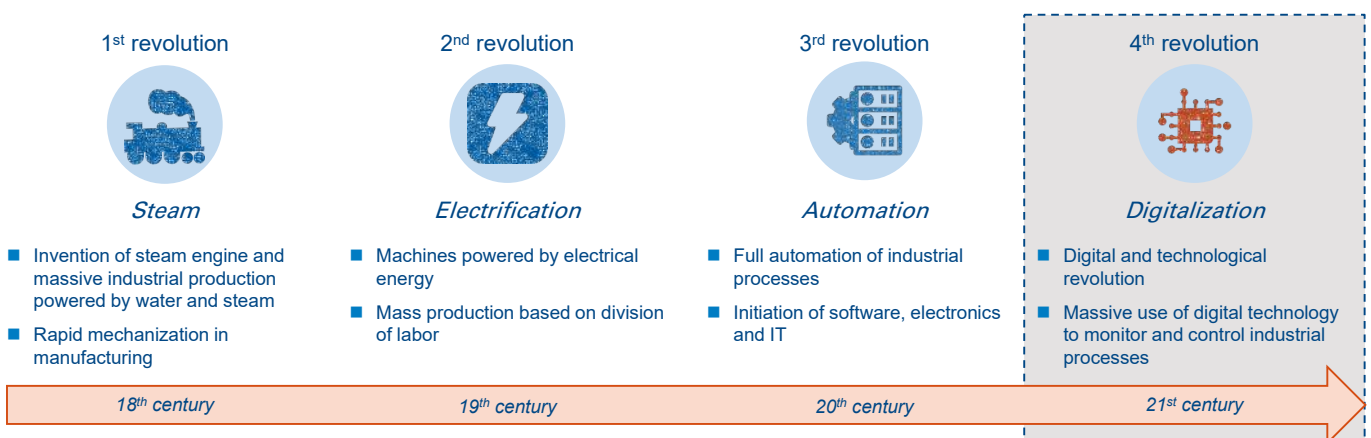 1st revolution
Steam
Invention of steam engine and
massive industrial production
powered by water and steam
Rapid mechanization in
manufacturing
18th century
2nd revolution
Electrification
Machines powered by electrical
energy
Mass production based on division
of labor
19th century
3rd revolution
Automation
Full automation of industrial
processes
Initiation of software, electronics
and IT
20th century
4th revolution
Digitalization
Digital and technological
revolution
Massive use of digital technology
to monitor and control industrial
processes
21st century